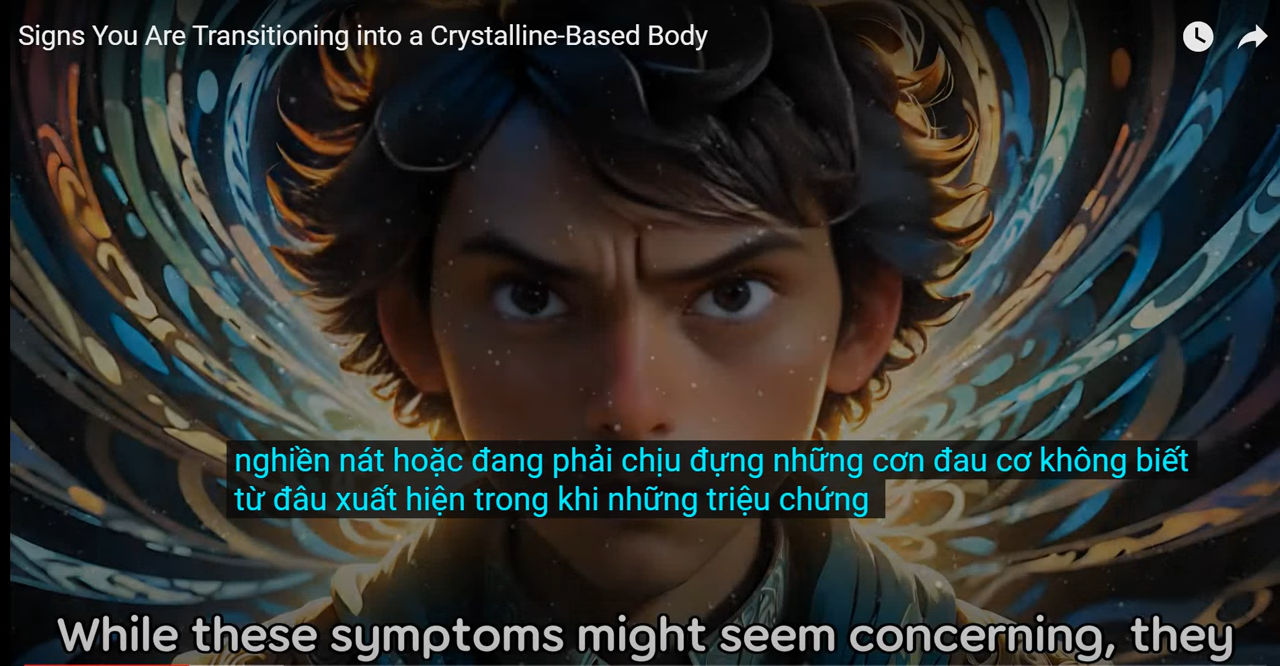 Signs You Are Transitioning into a Crystalline-Based Body
nghiền nát hoặc đang phải chịu đựng những cơn đau cơ không biết
từ đâu xuất hiện trong khi những triệu chứng
While these symptoms might seem concerning, they